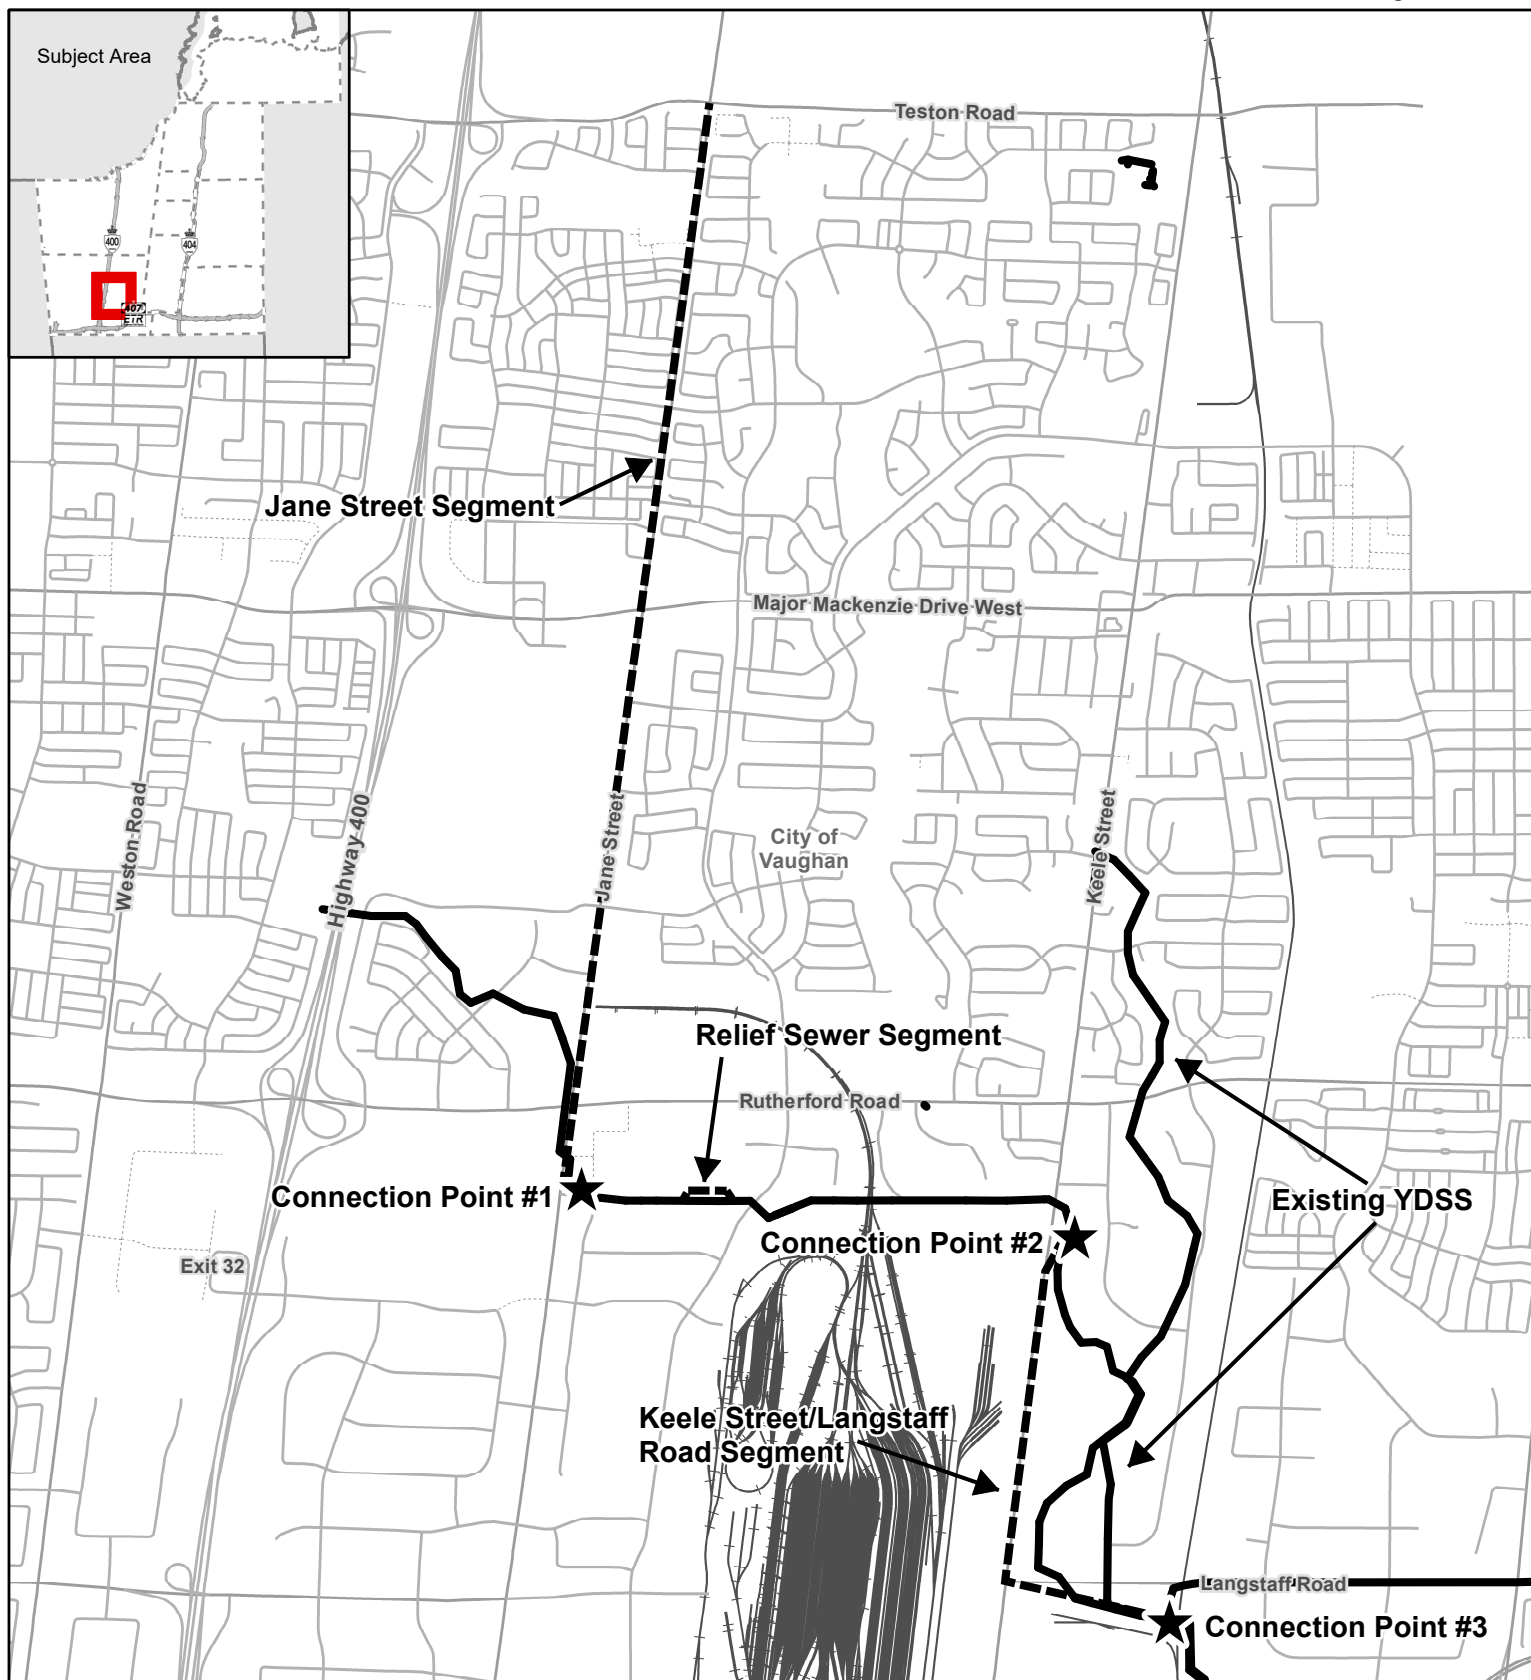 Subject Area
400
404
407
ETR
Teston Road
Jane Street Segment
Major Mackenzie Drive West
Weston Road
Highway 400
Jane Street
City of
Vaughan
Keele Street
Relief Sewer Segment
Rutherford Road
Connection Point #1
Existing YDSS
Connection Point #2
Exit 32
Keele Street/Langstaff
Road Segment
Langstaff Road
Connection Point #3